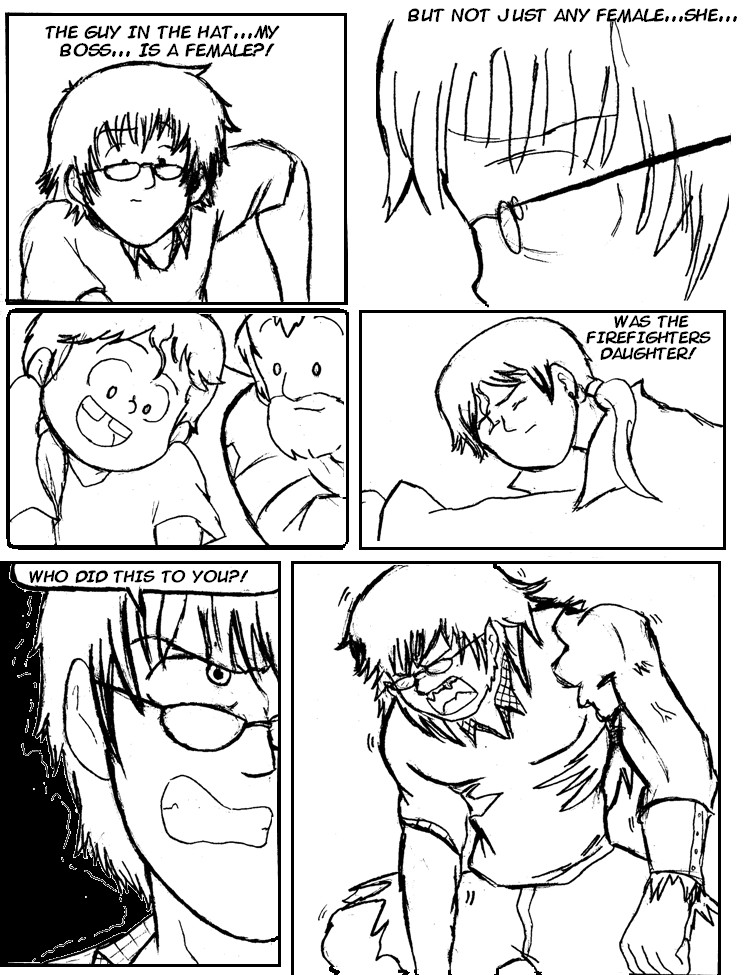 THE GUY IN THE HAT...MY
BOSS... IS A FEMALE?!
BUT NOT JUST ANY FEMALE...SHE...
WAS THE
FIREFIGHTERS
DAUGHTER!
WHO DID THIS TO YOU?!